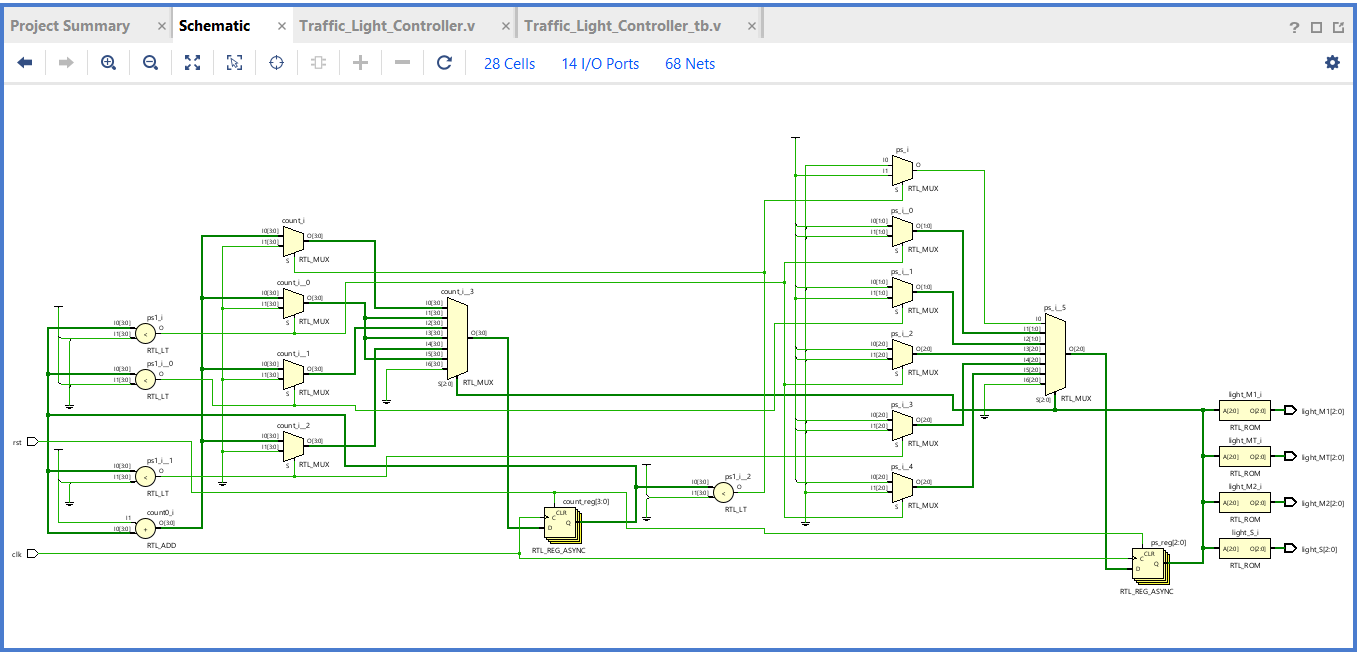 Project Summary × Schematic × Traffic_Light_Controller.v × Traffic_Light_Controller_tb.v ×
28 Cells 14 I/O Ports 68 Nets
ps1_i
I0[3:0]
I1[3:0]
O
RTL_LT
ps1_i__0
I0[3:0]
I1[3:0]
O
RTL_LT
rst
ps1_i__1
I0[3:0]
I1[3:0]
O
RTL_LT
count0_i
I1
I0[3:0]
O[3:0]
RTL_ADD
clk
count_i
I0[3:0]
I1[3:0]
O[3:0]
S
RTL_MUX
count_i__0
I0[3:0]
I1[3:0]
O[3:0]
S
RTL_MUX
count_i__1
I0[3:0]
I1[3:0]
O[3:0]
S
RTL_MUX
count_i__2
I0[3:0]
I1[3:0]
O[3:0]
S
RTL_MUX
count_i__3
I0[3:0]
I1[3:0]
I2[3:0]
I3[3:0]
I4[3:0]
I5[3:0]
I6[3:0]
O[3:0]
S[2:0]
RTL_MUX
count_reg[3:0]
CLR
C
D
Q
RTL_REG_ASYNC
ps1_i__2
I0[3:0]
I1[3:0]
O
RTL_LT
ps_i
I0
I1
O
S
RTL_MUX
ps_i__0
I0[1:0]
I1[1:0]
O[1:0]
S
RTL_MUX
ps_i__1
I0[1:0]
I1[1:0]
O[1:0]
S
RTL_MUX
ps_i__2
I0[2:0]
I1[2:0]
O[2:0]
S
RTL_MUX
ps_i__3
I0[2:0]
I1[2:0]
O[2:0]
S
RTL_MUX
ps_i__4
I0[2:0]
I1[2:0]
O[2:0]
S
RTL_MUX
ps_i__5
I0
I1[1:0]
I2[1:0]
I3[2:0]
I4[2:0]
I5[2:0]
I6[2:0]
O[2:0]
S[2:0]
RTL_MUX
ps_reg[2:0]
CLR
C
D
Q
RTL_REG_ASYNC
light_M1_i
A[2:0] O[2:0]
RTL_ROM
light_M1[2:0]
light_MT_i
A[2:0] O[2:0]
RTL_ROM
light_MT[2:0]
light_M2_i
A[2:0] O[2:0]
RTL_ROM
light_M2[2:0]
light_S_i
A[2:0] O[2:0]
RTL_ROM
light_S[2:0]